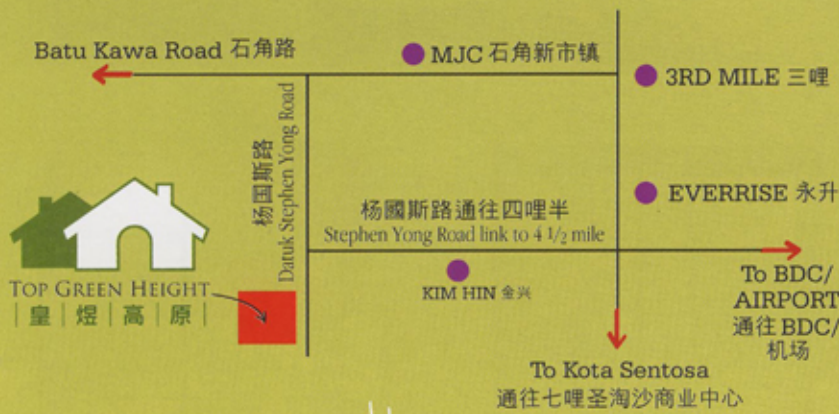 Batu Kawa Road 石角路
MJC 石角新市镇
3RD MILE 三哩
杨国斯路
Datuk Stephen Yong Road
EVERRISE 永升
杨國斯路通往四哩半
Stephen Yong Road link to 4 1/2 mile
KIM HIN 金兴
TOP GREEN HEIGHT
皇 | 煜 | 高 | 原
To BDC/
AIRPORT
通往 BDC/
机场
To Kota Sentosa
通往七哩圣淘沙商业中心